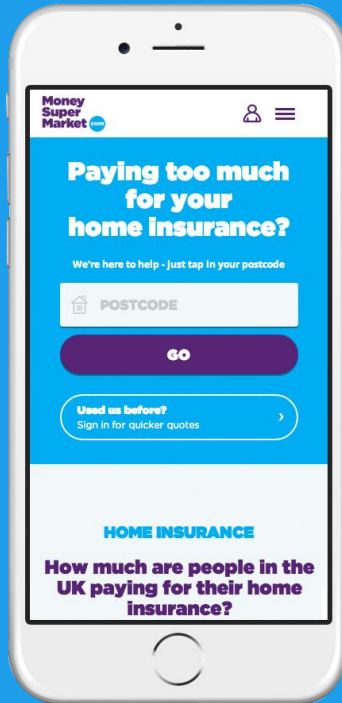 Money
Super
Market com
Paying too much
for your
home insurance?
We're here to help - just tap in your postcode
POSTCODE
GO
Used us before?
Sign in for quicker quotes
HOME INSURANCE
How much are people in the
UK paying for their home
insurance?